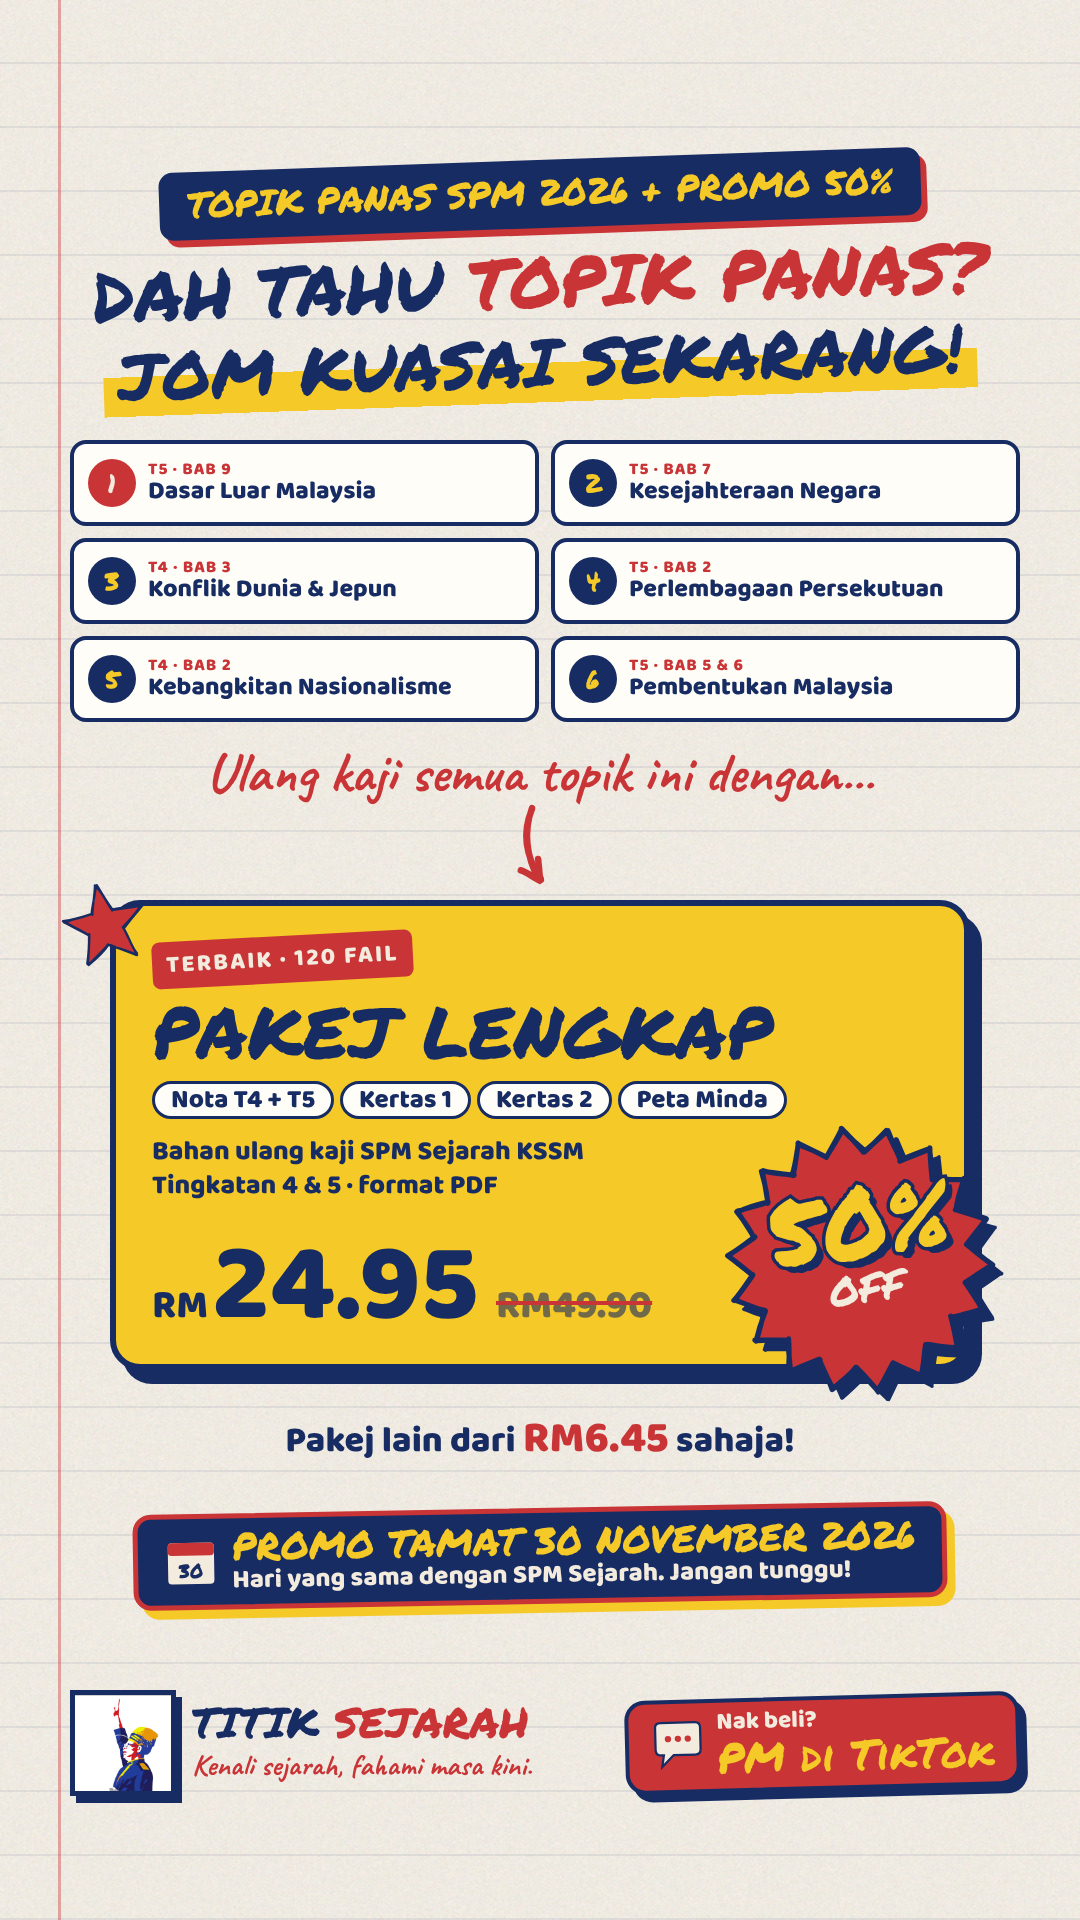 TOPIK PANAS SPM 2026 + PROMO 50%
DAH TAHU TOPIK PANAS?
JOM KUASAI SEKARANG!
1
T5 · BAB 9
Dasar Luar Malaysia
2
T5 · BAB 7
Kesejahteraan Negara
3
T4 · BAB 3
Konflik Dunia & Jepun
4
T5 · BAB 2
Perlembagaan Persekutuan
5
T4 · BAB 2
Kebangkitan Nasionalisme
6
T5 · BAB 5 & 6
Pembentukan Malaysia
Ulang kaji semua topik ini dengan...
TERBAIK · 120 FAIL
PAKEJ LENGKAP
Nota T4 + T5 Kertas 1 Kertas 2 Peta Minda
Bahan ulang kaji SPM Sejarah KSSM
Tingkatan 4 & 5 · format PDF
50%
OFF
RM 24.95 RM49.90
Pakej lain dari RM6.45 sahaja!
30
PROMO TAMAT 30 NOVEMBER 2026
Hari yang sama dengan SPM Sejarah. Jangan tunggu!
TITIK SEJARAH
Kenali sejarah, fahami masa kini.
Nak beli?
PM DI TIKTOK